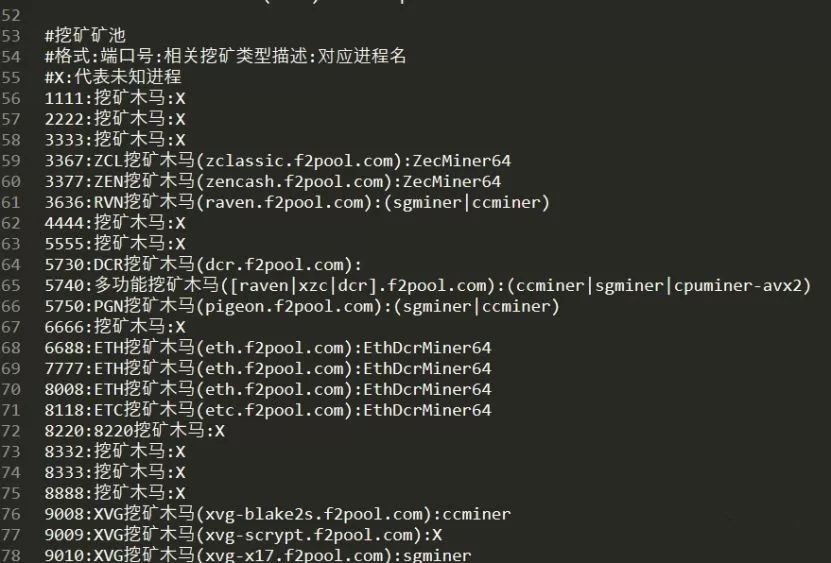 52
53 #挖矿矿池
54 #格式:端口号:相关挖矿类型描述:对应进程名
55 #X:代表未知进程
56 1111:挖矿木马:X
57 2222:挖矿木马:X
58 3333:挖矿木马:X
59 3367:ZCL挖矿木马(zclassic.f2pool.com):ZecMiner64
60 3377:ZEN挖矿木马(zencash.f2pool.com):ZecMiner64
61 3636:RVN挖矿木马(raven.f2pool.com):(sgminer|ccminer)
62 4444:挖矿木马:X
63 5555:挖矿木马:X
64 5730:DCR挖矿木马(dcr.f2pool.com):
65 5740:多功能挖矿木马([raven|xzc|dcr].f2pool.com):(ccminer|sgminer|cpuminer-avx2)
66 5750:PGN挖矿木马(pigeon.f2pool.com):(sgminer|ccminer)
67 6666:挖矿木马:X
68 6688:ETH挖矿木马(eth.f2pool.com):EthDcrMiner64
69 7777:ETH挖矿木马(eth.f2pool.com):EthDcrMiner64
70 8008:ETH挖矿木马(eth.f2pool.com):EthDcrMiner64
71 8118:ETC挖矿木马(etc.f2pool.com):EthDcrMiner64
72 8220:8220挖矿木马:X
73 8332:挖矿木马:X
74 8333:挖矿木马:X
75 8888:挖矿木马:X
76 9008:XVG挖矿木马(xvg-blake2s.f2pool.com):ccminer
77 9009:XVG挖矿木马(xvg-scrypt.f2pool.com):X
78 9010:XVG挖矿木马(xvg-x17.f2pool.com):sgminer